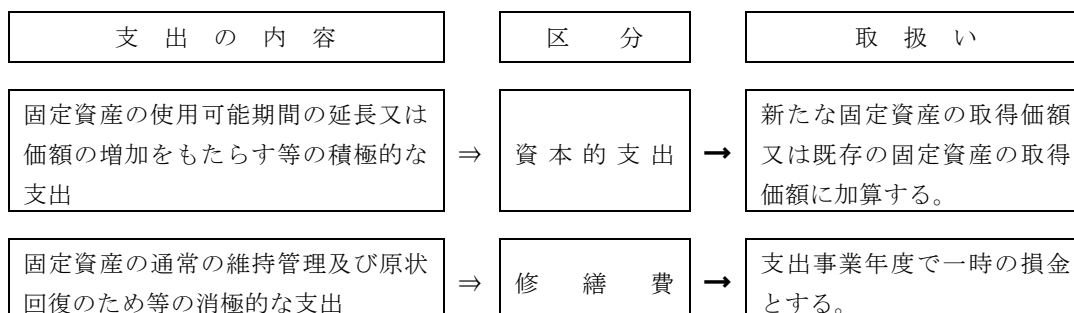 支出の内容
区分
取扱い
固定資産の使用可能期間の延長又は
価額の増加をもたらす等の積極的な
支出
⇒
資本的支出
→
新たな固定資産の取得価額
又は既存の固定資産の取得
価額に加算する。
固定資産の通常の維持管理及び原状
回復のため等の消極的な支出
⇒
修繕費
→
支出事業年度で一時の損金
とする。